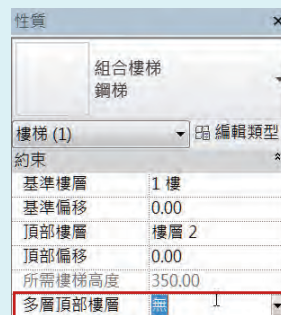 性質
組合樓梯
鋼梯
樓梯 (1) 編輯類型
約束
基準樓層 1 樓
基準偏移 0.00
頂部樓層 樓層 2
頂部偏移 0.00
所需樓梯高度 350.00
多層頂部樓層 無